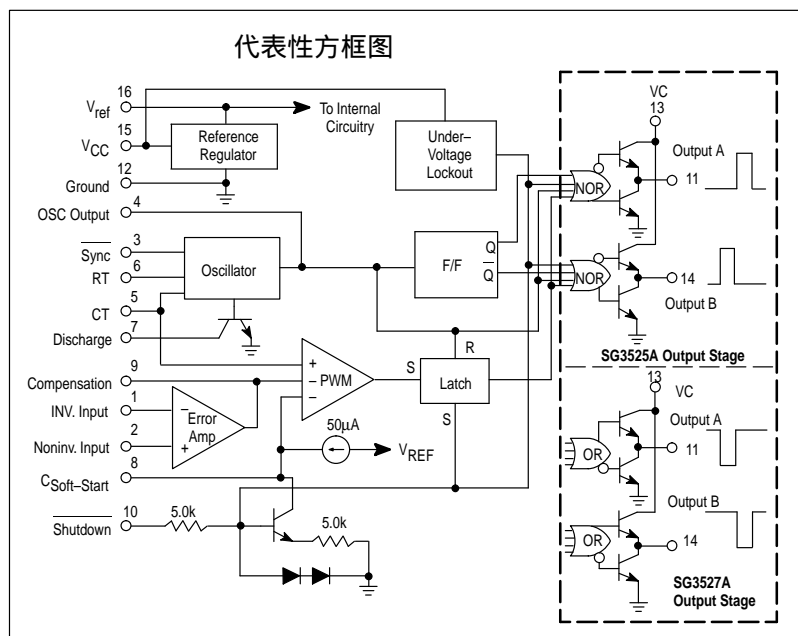 代表性方框图
16
Vref
To Internal
Circuitry
15
VCC
Reference
Regulator
Under–
Voltage
Lockout
12
Ground
4
OSC Output
3
Sync
6
RT
5
CT
7
Discharge
Oscillator
F/F
Q
Q
9
Compensation
1
INV. Input
2
Noninv. Input
8
CSoft–Start
Error
Amp
–
+
+
–
–
PWM
S
R
Latch
S
50µA
VREF
10
Shutdown
5.0k
5.0k
VC
13
Output A
NOR
11
NOR
14
Output B
SG3525A Output Stage
13
VC
Output A
OR
11
Output B
OR
14
SG3527A
Output Stage